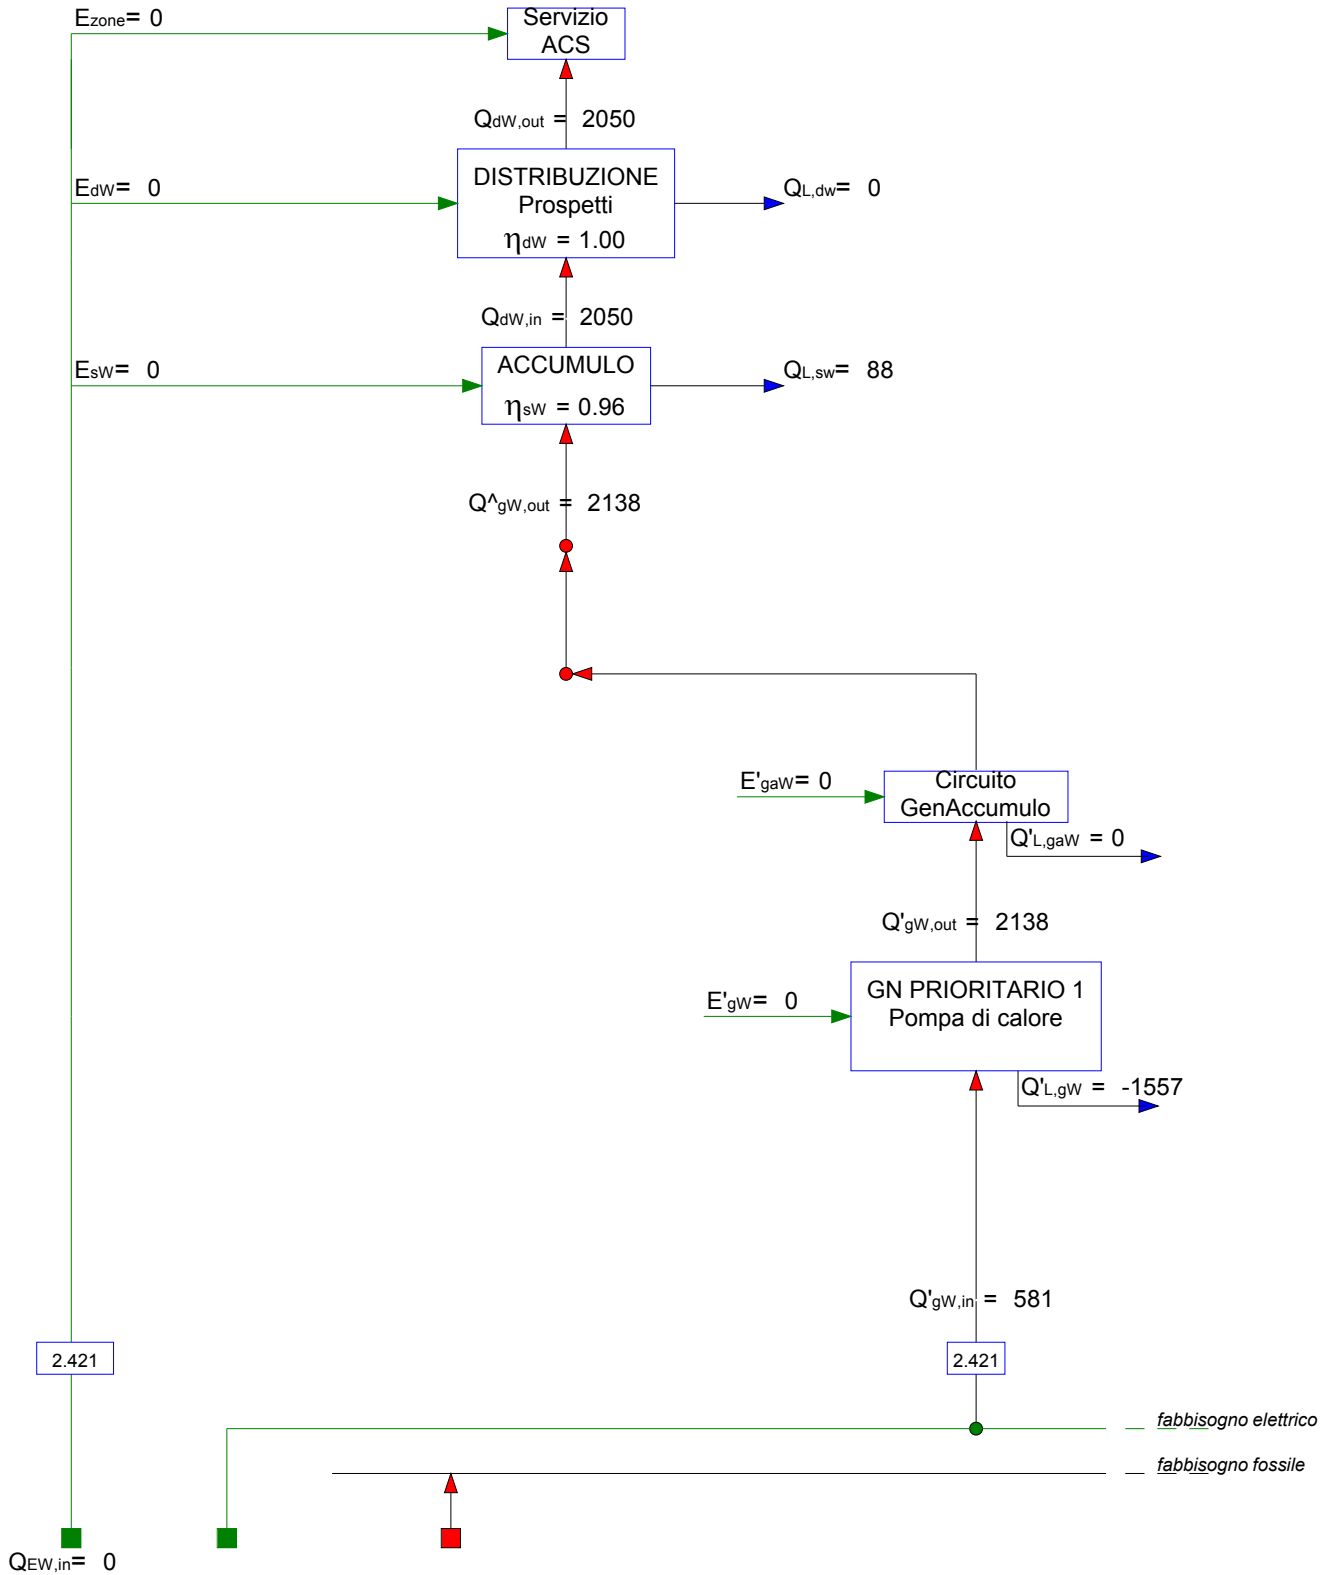 Ezone= 0
Servizio
ACS
QdW,out = 2050
EdW= 0
DISTRIBUZIONE
Prospetti
ηdW = 1.00
QL,dw= 0
QdW,in = 2050
EsW= 0
ACCUMULO
ηsW = 0.96
QL,sw= 88
Q^gW,out = 2138
E'gaW= 0
Circuito
GenAccumulo
Q'L,gaW = 0
Q'gW,out = 2138
E'gW= 0
GN PRIORITARIO 1
Pompa di calore
Q'L,gW = -1557
Q'gW,in = 581
2.421
2.421
fabbisogno elettrico
fabbisogno fossile
QEW,in= 0